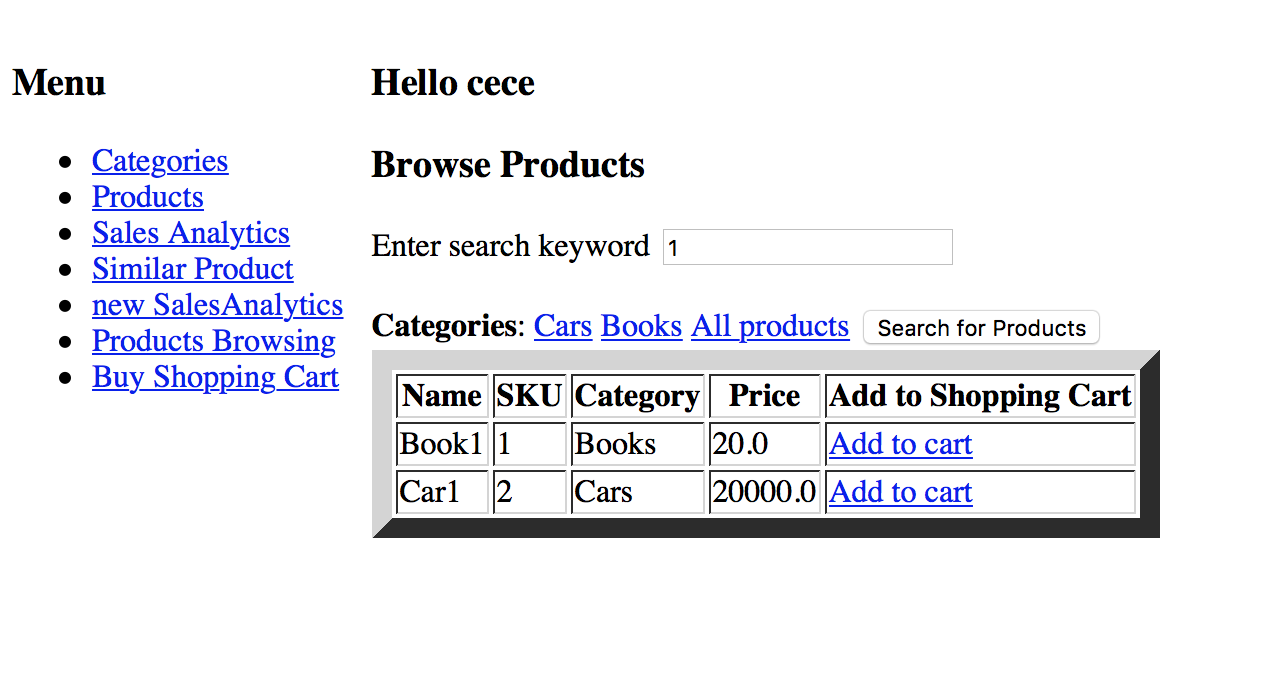 Menu
Categories
Products
Sales Analytics
Similar Product
new SalesAnalytics
Products Browsing
Buy Shopping Cart
Hello cece
Browse Products
Enter search keyword 1
Categories: Cars Books All products Search for Products
Name SKU Category Price Add to Shopping Cart
Book1 1 Books 20.0 Add to cart
Car1 2 Cars 20000.0 Add to cart